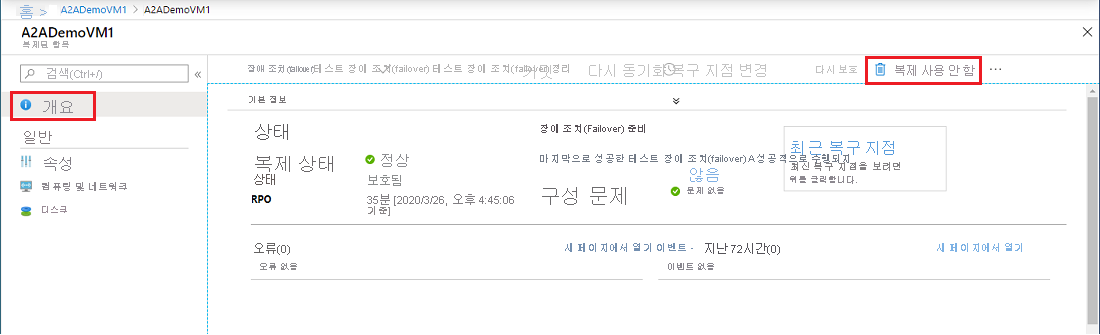 홈 > A2ADemoVM1 > A2ADemoVM1
A2ADemoVM1
복제된 항목
검색(Ctrl+/)
개요
일반
속성
컴퓨팅 및 네트워크
디스크
장애 조치(failover) 테스트 장애 조치(failover) 테스트 장애 조치(failover) 정리 커밋 다시 동기화 복구 지점 변경 다시 보호 복제 사용 안 함 ...
기본 정보
상태
복제 상태 정상
상태 보호됨
RPO 35분 [2020/3/26, 오후 4:45:06
기준]
장애 조치(Failover) 준비
마지막으로 성공한 테스트 장애 조치(failover) A 성공적으로 수행되지
않음
구성 문제 문제 없음
최근 복구 지점
최신 복구 지점을 보려면
위를 클릭합니다.
오류(0) 새 페이지에서 열기
오류 없음
이벤트 - 지난 72시간(0) 새 페이지에서 열기
이벤트 없음